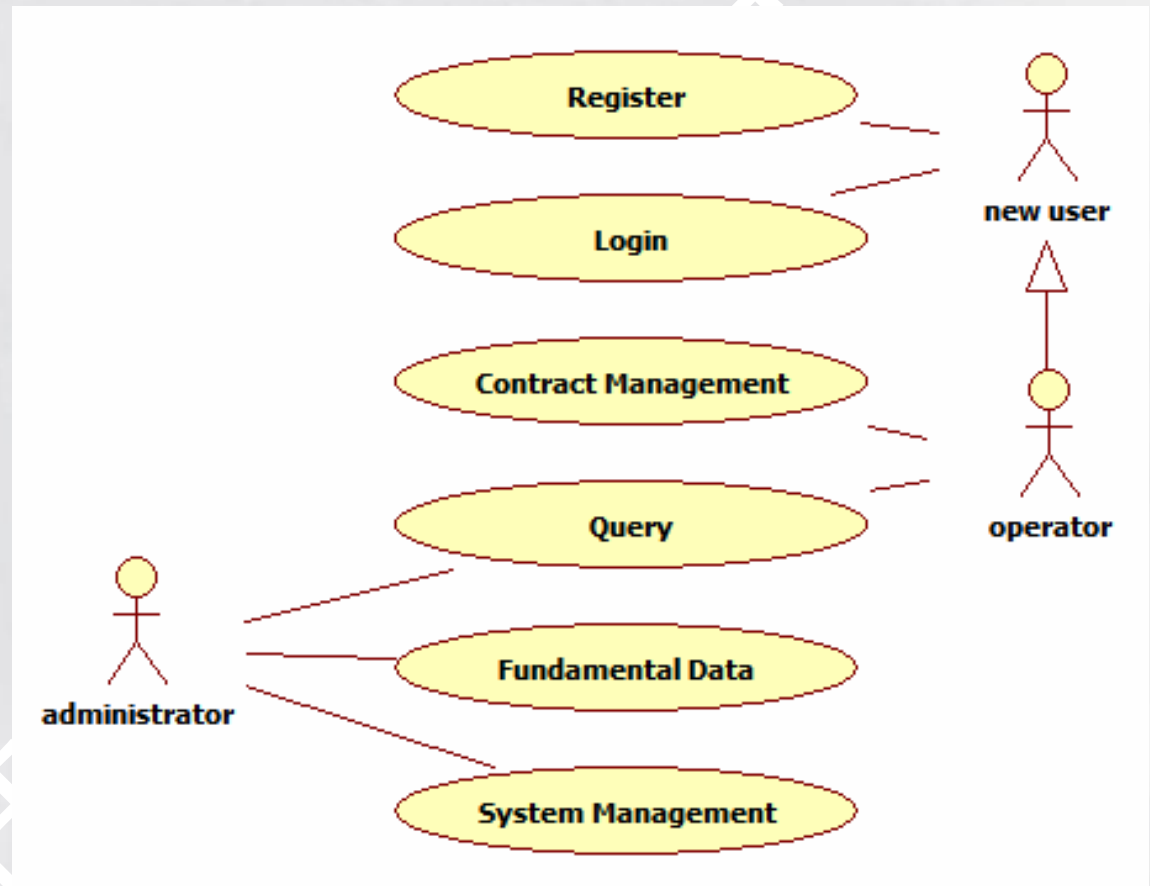 Register
new user
Login
Contract Management
Query
operator
Fundamental Data
administrator
System Management